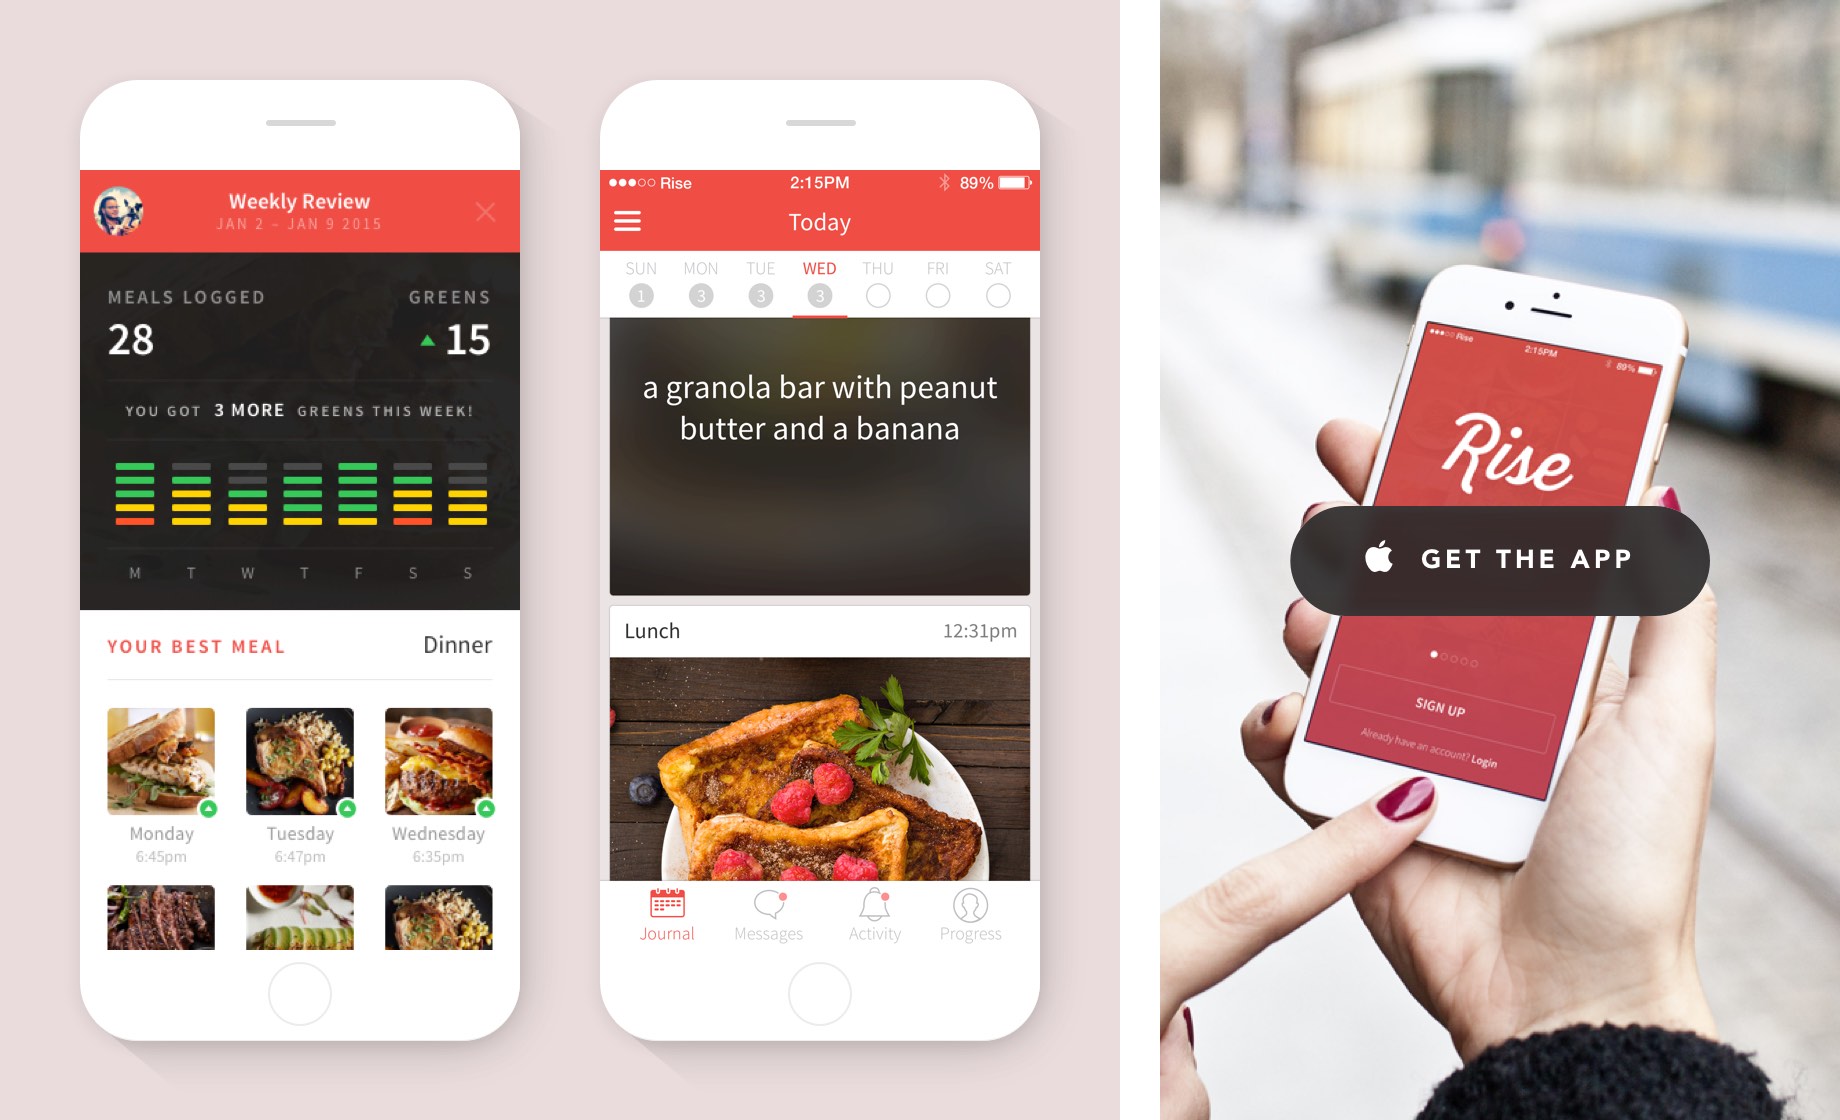 Weekly Review
JAN 2 – JAN 9 2015
MEALS LOGGED
GREENS
28
15
YOU GOT 3 MORE GREENS THIS WEEK!
M T W T F S S
YOUR BEST MEAL
Dinner
Monday
6:45pm
Tuesday
6:47pm
Wednesday
6:35pm
Rise
2:15PM
89%
Today
SUN MON TUE WED THU FRI SAT
1 3 3 3
a granola bar with peanut
butter and a banana
Lunch
12:31pm
Journal
Messages
Activity
Progress
Rise
2:15PM
89%
Rise
GET THE APP
SIGN UP
Already have an account? Login